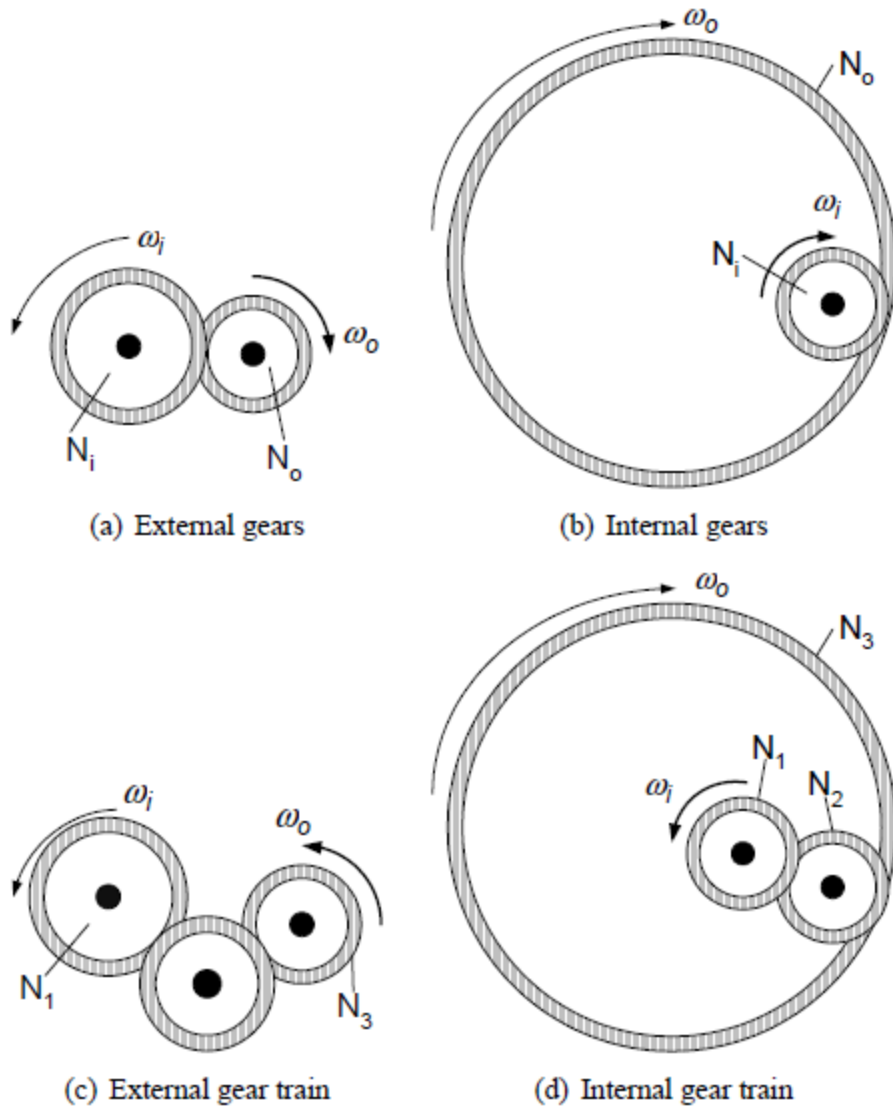 ωₒ
Nₒ
ωᵢ
ωᵢ
Nᵢ
ωₒ
Nᵢ
Nₒ
(a) External gears
(b) Internal gears
ωₒ
N₃
N₁
ωᵢ
N₂
ωᵢ
ωₒ
N₁
N₃
(c) External gear train
(d) Internal gear train